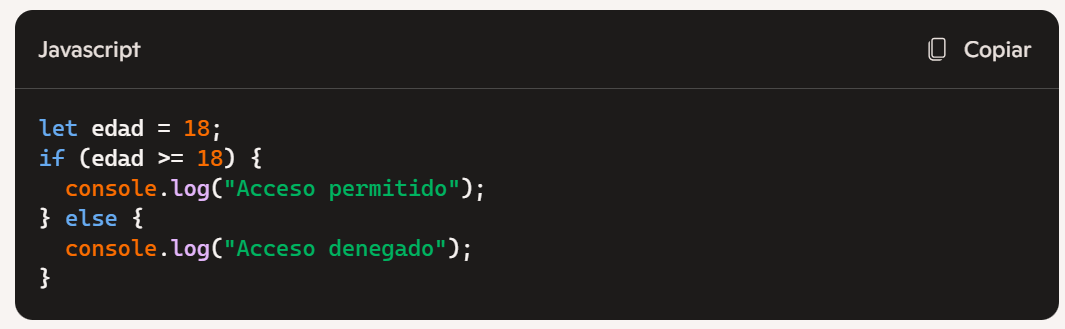 Javascript
Copiar
let edad = 18;
if (edad >= 18) {
  console.log("Acceso permitido");
} else {
  console.log("Acceso denegado");
}